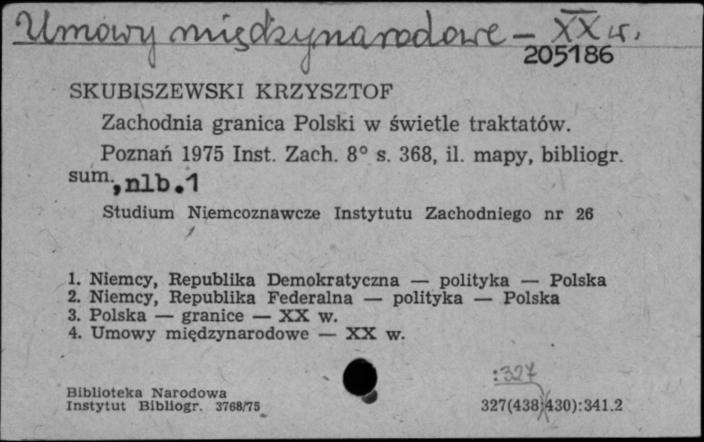 Umowy międzynarodowe – XX w.
205186
SKUBISZEWSKI KRZYSZTOF
Zachodnia granica Polski w świetle traktatów.
Poznań 1975 Inst. Zach. 8° s. 368, il. mapy, bibliogr.
sum., nlb. 1
Studium Niemcoznawcze Instytutu Zachodniego nr 26
1. Niemcy, Republika Demokratyczna — polityka — Polska
2. Niemcy, Republika Federalna — polityka — Polska
3. Polska — granice — XX w.
4. Umowy międzynarodowe — XX w.
:327
Biblioteka Narodowa
Instytut Bibliogr. 3768/75
327(438:430):341.2